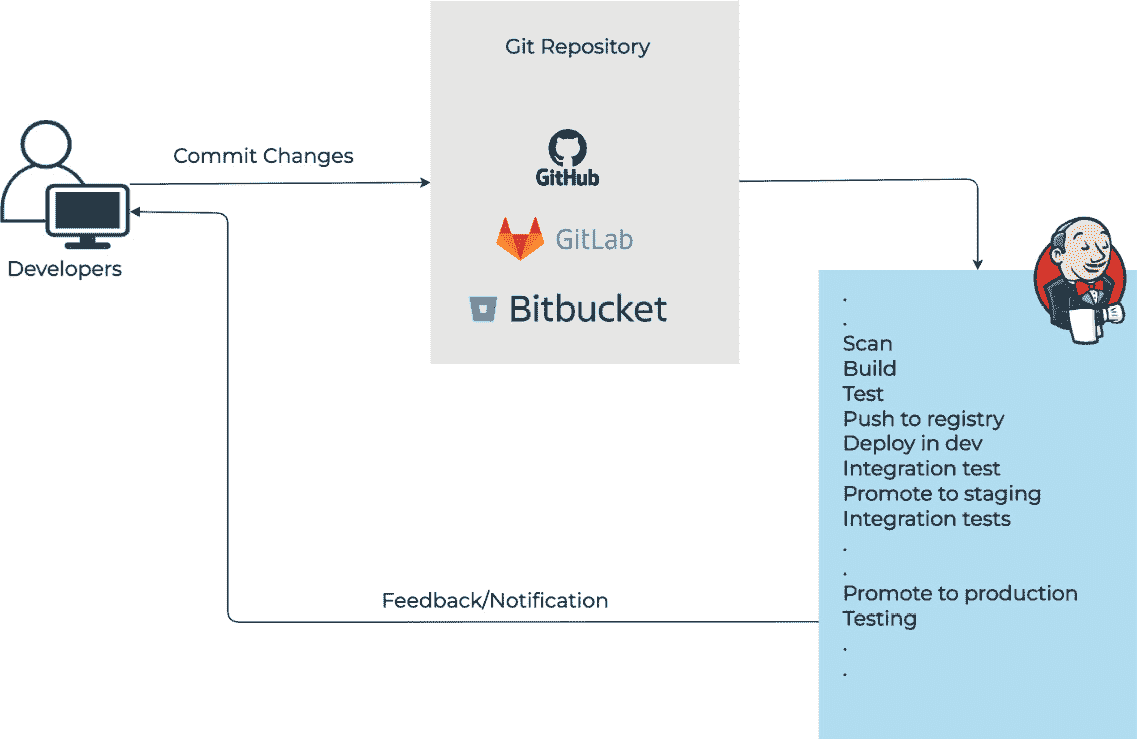 Git Repository
Commit Changes
GitHub
GitLab
Bitbucket
Developers
.
.
Scan
Build
Test
Push to registry
Deploy in dev
Integration test
Promote to staging
Integration tests
.
.
Promote to production
Testing
.
.
Feedback/Notification